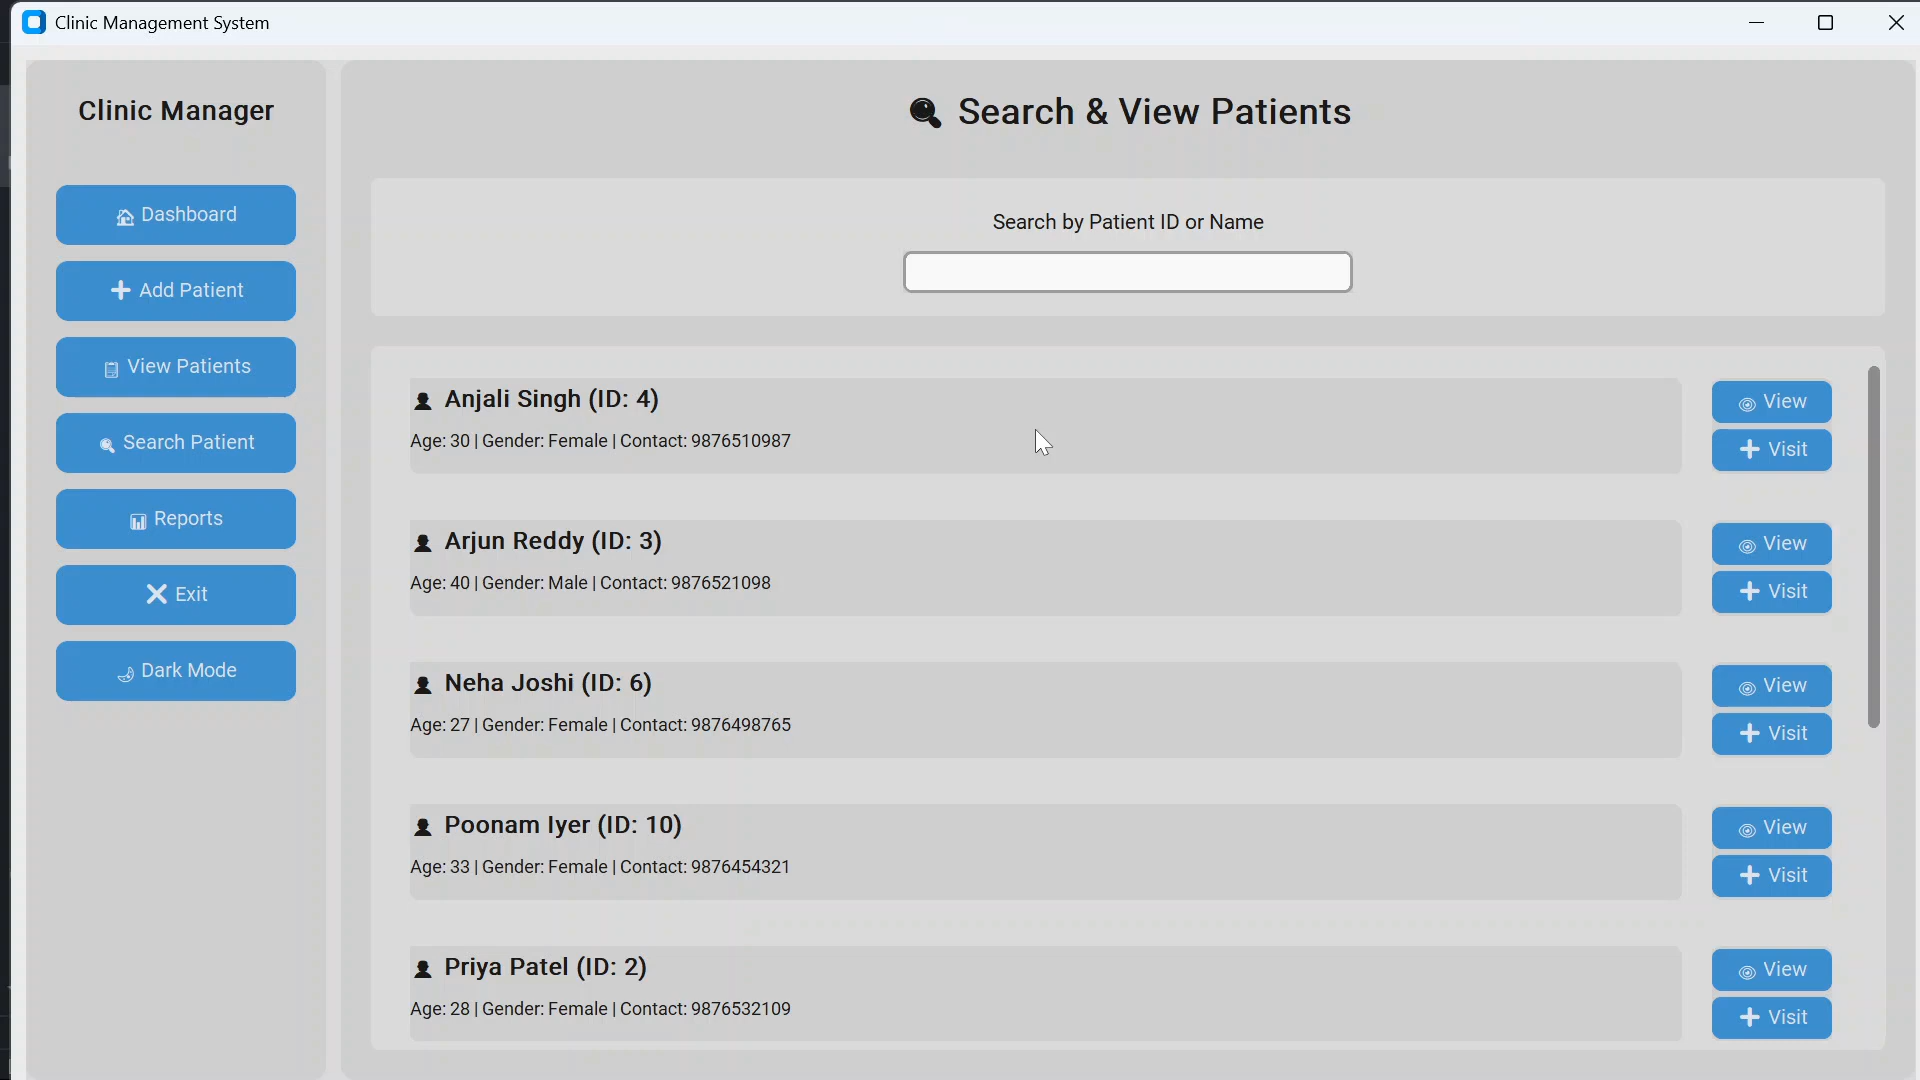 Clinic Management System
Clinic Manager
Dashboard
Add Patient
View Patients
Search Patient
Reports
Exit
Dark Mode
Search & View Patients
Search by Patient ID or Name
Anjali Singh (ID: 4)
Age: 30 | Gender: Female | Contact: 9876510987
View
Visit
Arjun Reddy (ID: 3)
Age: 40 | Gender: Male | Contact: 9876521098
View
Visit
Neha Joshi (ID: 6)
Age: 27 | Gender: Female | Contact: 9876498765
View
Visit
Poonam Iyer (ID: 10)
Age: 33 | Gender: Female | Contact: 9876454321
View
Visit
Priya Patel (ID: 2)
Age: 28 | Gender: Female | Contact: 9876532109
View
Visit